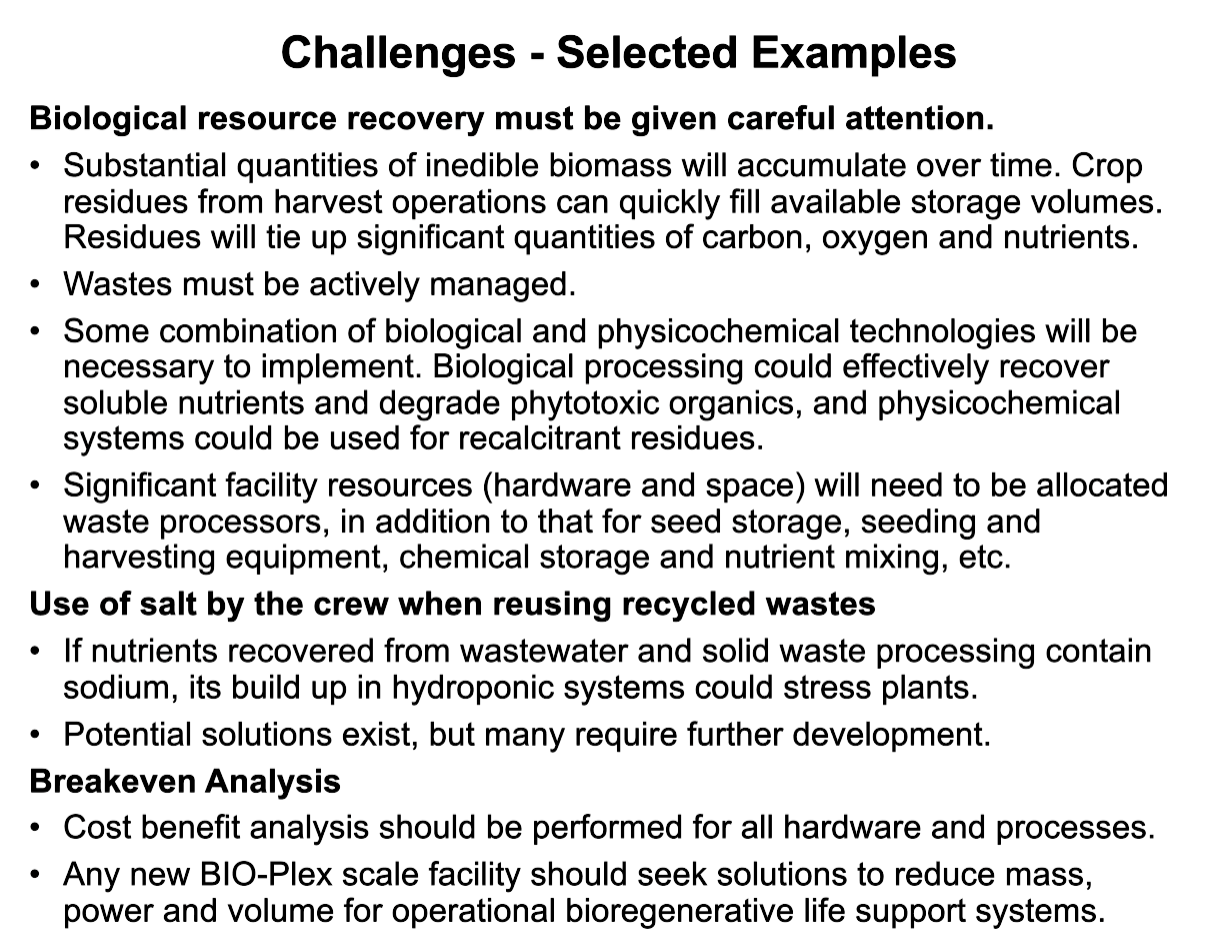 Challenges - Selected Examples
Biological resource recovery must be given careful attention.
• Substantial quantities of inedible biomass will accumulate over time. Crop
residues from harvest operations can quickly fill available storage volumes.
Residues will tie up significant quantities of carbon, oxygen and nutrients.
• Wastes must be actively managed.
• Some combination of biological and physicochemical technologies will be
necessary to implement. Biological processing could effectively recover
soluble nutrients and degrade phytotoxic organics, and physicochemical
systems could be used for recalcitrant residues.
• Significant facility resources (hardware and space) will need to be allocated
waste processors, in addition to that for seed storage, seeding and
harvesting equipment, chemical storage and nutrient mixing, etc.
Use of salt by the crew when reusing recycled wastes
• If nutrients recovered from wastewater and solid waste processing contain
sodium, its build up in hydroponic systems could stress plants.
• Potential solutions exist, but many require further development.
Breakeven Analysis
• Cost benefit analysis should be performed for all hardware and processes.
• Any new BIO-Plex scale facility should seek solutions to reduce mass,
power and volume for operational bioregenerative life support systems.